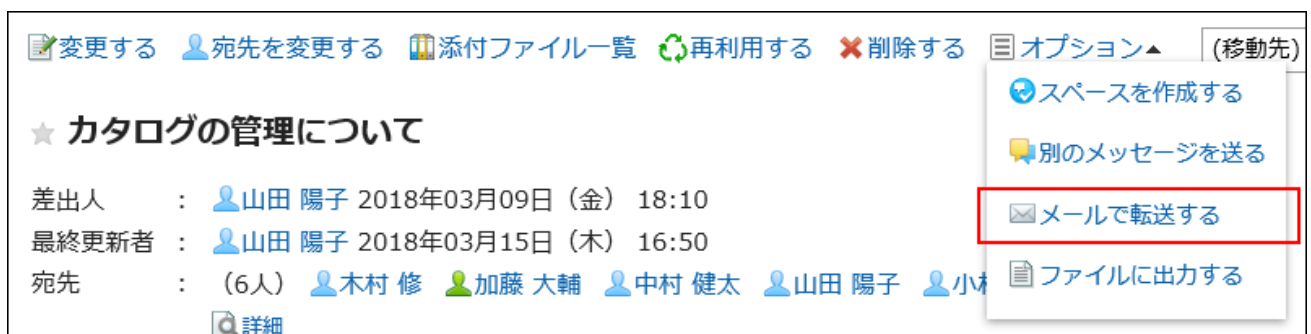 変更する 宛先を変更する 添付ファイル一覧 再利用する 削除する オプション▲ (移動先)
スペースを作成する
別のメッセージを送る
メールで転送する
ファイルに出力する
カタログの管理について
差出人 : 山田 陽子 2018年03月09日（金） 18:10
最終更新者 : 山田 陽子 2018年03月15日（木） 16:50
宛先 : （6人） 木村 修 加藤 大輔 中村 健太 山田 陽子 小
詳細